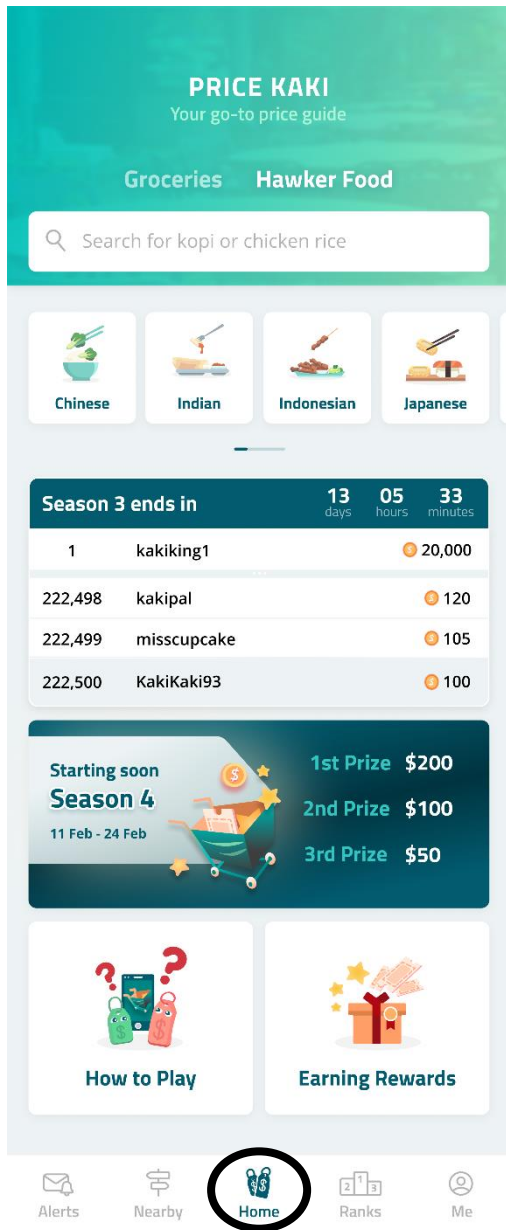 PRICE KAKI
Your go-to price guide
Groceries Hawker Food
Search for kopi or chicken rice
Chinese Indian Indonesian Japanese
Season 3 ends in 13 days 05 hours 33 minutes
1 kakiking1 20,000
222,498 kakipal 120
222,499 misscupcake 105
222,500 KakiKaki93 100
Starting soon
Season 4
11 Feb - 24 Feb
1st Prize $200
2nd Prize $100
3rd Prize $50
How to Play Earning Rewards
Alerts Nearby Home Ranks Me